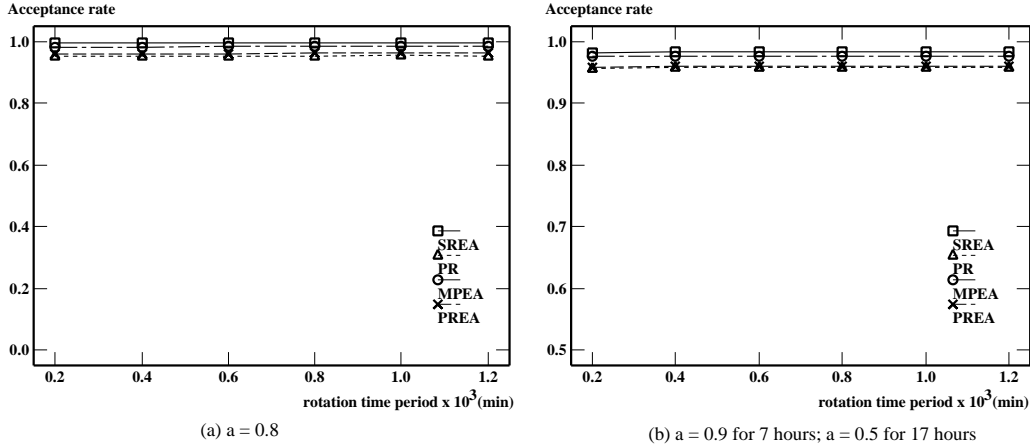 Acceptance rate
1.0
0.8
0.6
0.4
0.2
0.0
SREA
PR
MPEA
PREA
0.2 0.4 0.6 0.8 1.0 1.2
rotation time period x 10³(min)
(a) a = 0.8
Acceptance rate
1.0
0.9
0.8
0.7
0.6
0.5
SREA
PR
MPEA
PREA
0.2 0.4 0.6 0.8 1.0 1.2
rotation time period x 10³(min)
(b) a = 0.9 for 7 hours; a = 0.5 for 17 hours